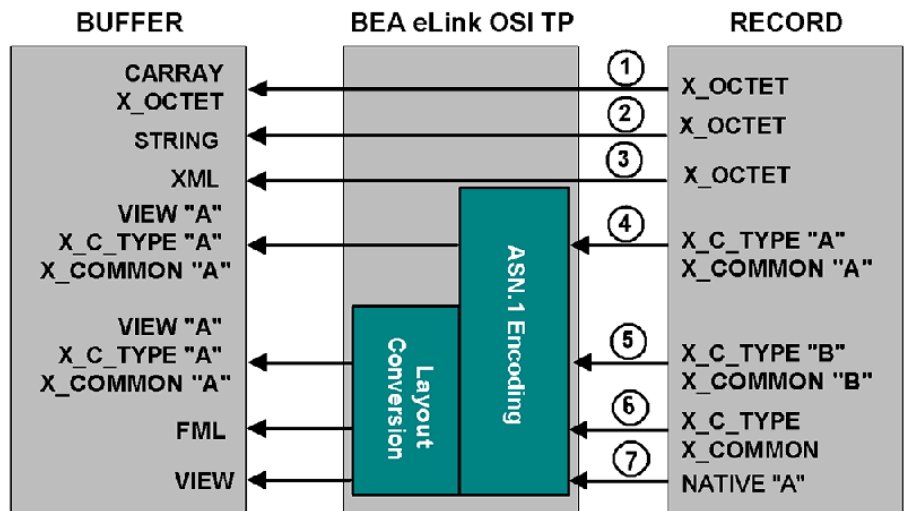 BUFFER
BEA eLink OSI TP
RECORD
CARRAY
X_OCTET
STRING
XML
VIEW "A"
X_C_TYPE "A"
X_COMMON "A"
VIEW "A"
X_C_TYPE "A"
X_COMMON "A"
FML
VIEW
1
2
3
4
5
6
7
ASN.1 Encoding
Layout
Conversion
X_OCTET
X_OCTET
X_OCTET
X_C_TYPE "A"
X_COMMON "A"
X_C_TYPE "B"
X_COMMON "B"
X_C_TYPE
X_COMMON
NATIVE "A"